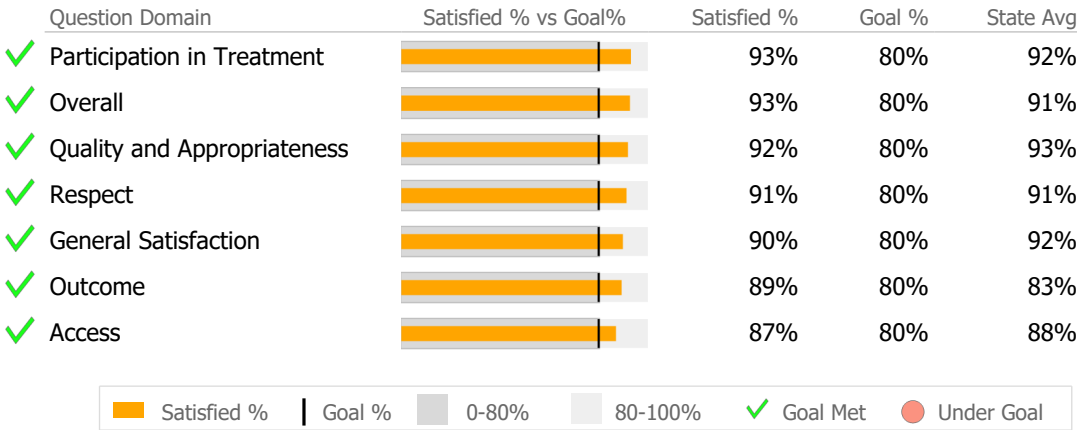 Question Domain Satisfied % vs Goal% Satisfied % Goal % State Avg
Participation in Treatment 93% 80% 92%
Overall 93% 80% 91%
Quality and Appropriateness 92% 80% 93%
Respect 91% 80% 91%
General Satisfaction 90% 80% 92%
Outcome 89% 80% 83%
Access 87% 80% 88%
Satisfied % Goal % 0-80% 80-100% Goal Met Under Goal